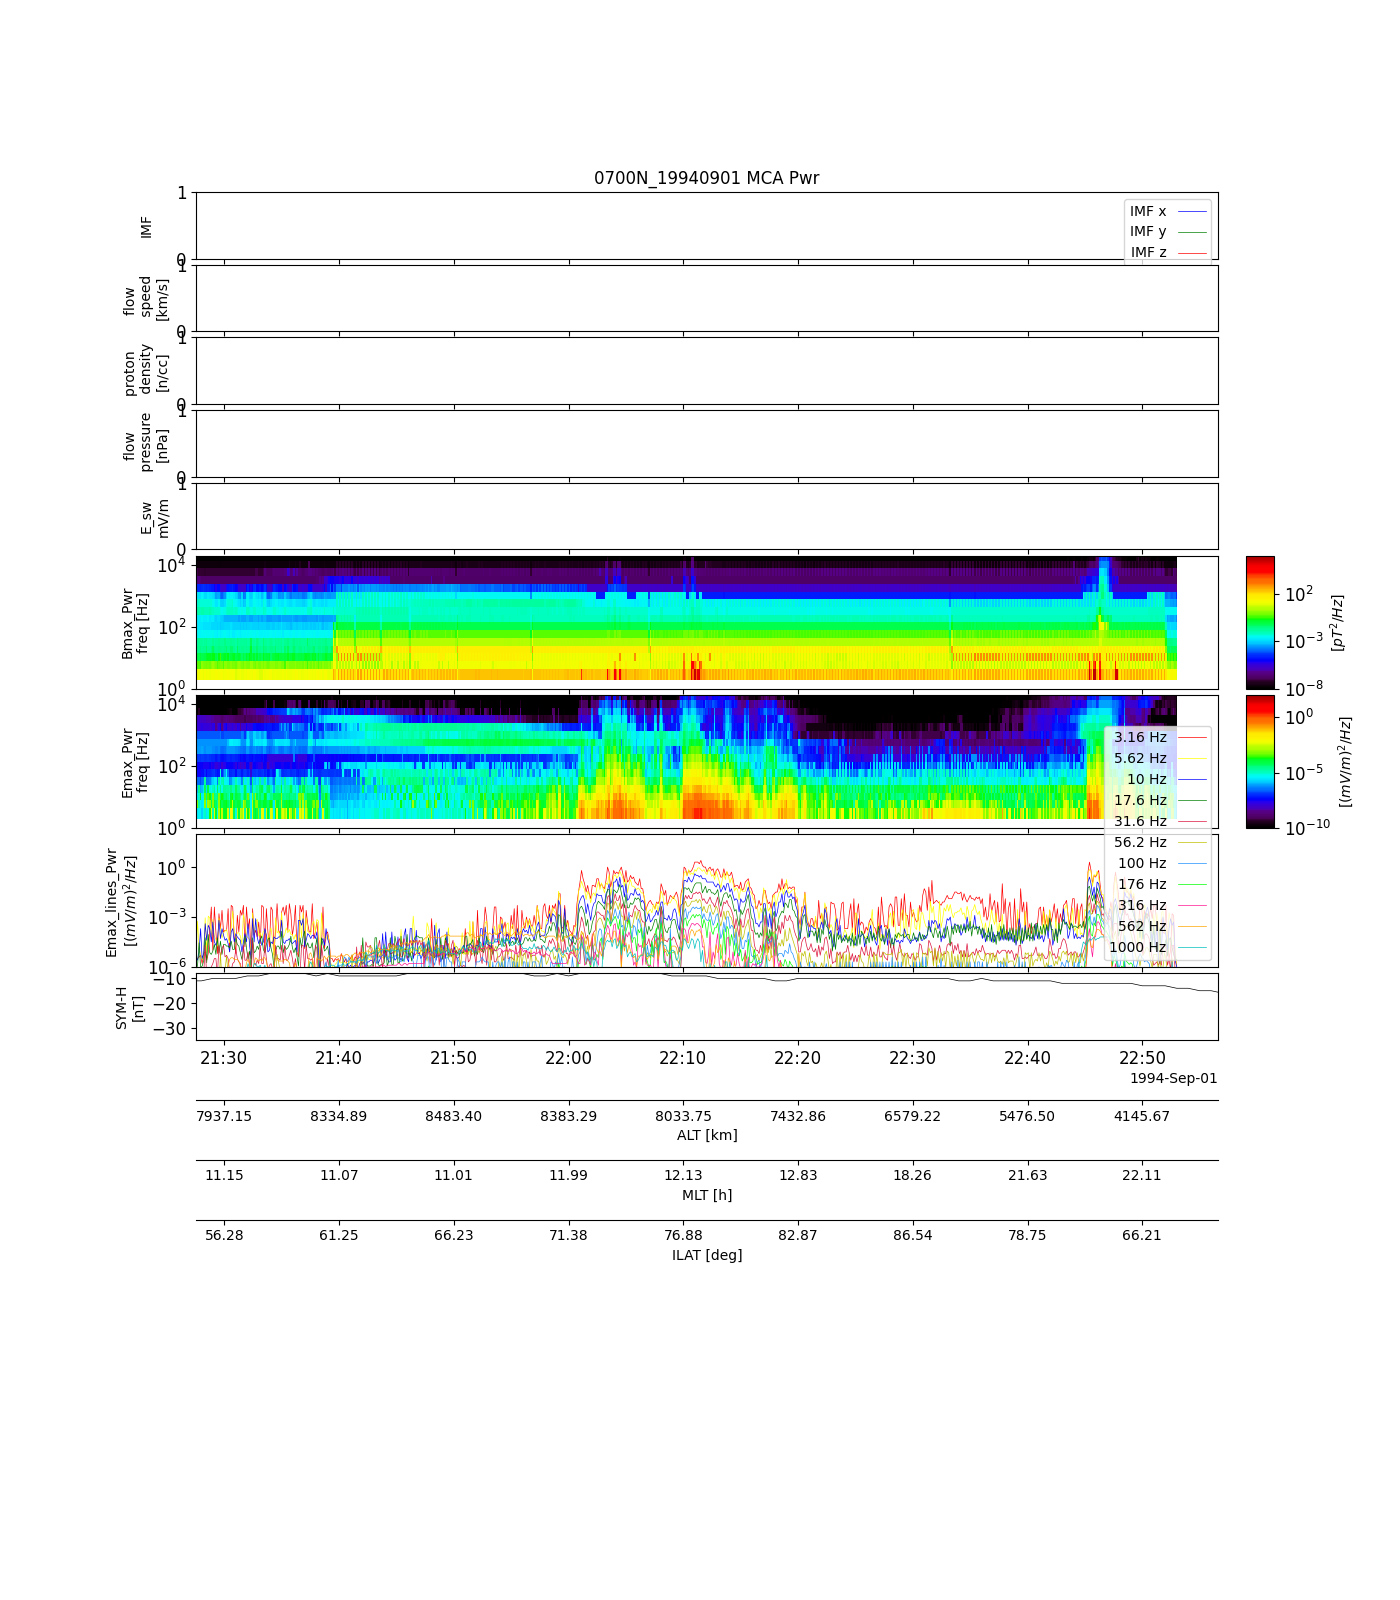 0700N_19940901 MCA Pwr
1
IMF
0
IMF x
IMF y
IMF z
1
flow
speed
[km/s]
0
1
proton
density
[n/cc]
0
1
flow
pressure
[nPa]
0
1
E_sw
mV/m
0
10^4
10^2
10^0
Bmax_Pwr
freq [Hz]
10^2
10^−3
10^−8
[pT^2/Hz]
10^4
10^2
10^0
Emax_Pwr
freq [Hz]
10^0
10^−5
10^−10
[(mV/m)^2/Hz]
3.16 Hz
5.62 Hz
10 Hz
17.6 Hz
31.6 Hz
56.2 Hz
100 Hz
176 Hz
316 Hz
562 Hz
1000 Hz
10^0
10^−3
10^−6
Emax_lines_Pwr
[(mV/m)^2/Hz]
−10
−20
−30
SYM-H
[nT]
21:30 21:40 21:50 22:00 22:10 22:20 22:30 22:40 22:50
1994-Sep-01
7937.15 8334.89 8483.40 8383.29 8033.75 7432.86 6579.22 5476.50 4145.67
ALT [km]
11.15 11.07 11.01 11.99 12.13 12.83 18.26 21.63 22.11
MLT [h]
56.28 61.25 66.23 71.38 76.88 82.87 86.54 78.75 66.21
ILAT [deg]